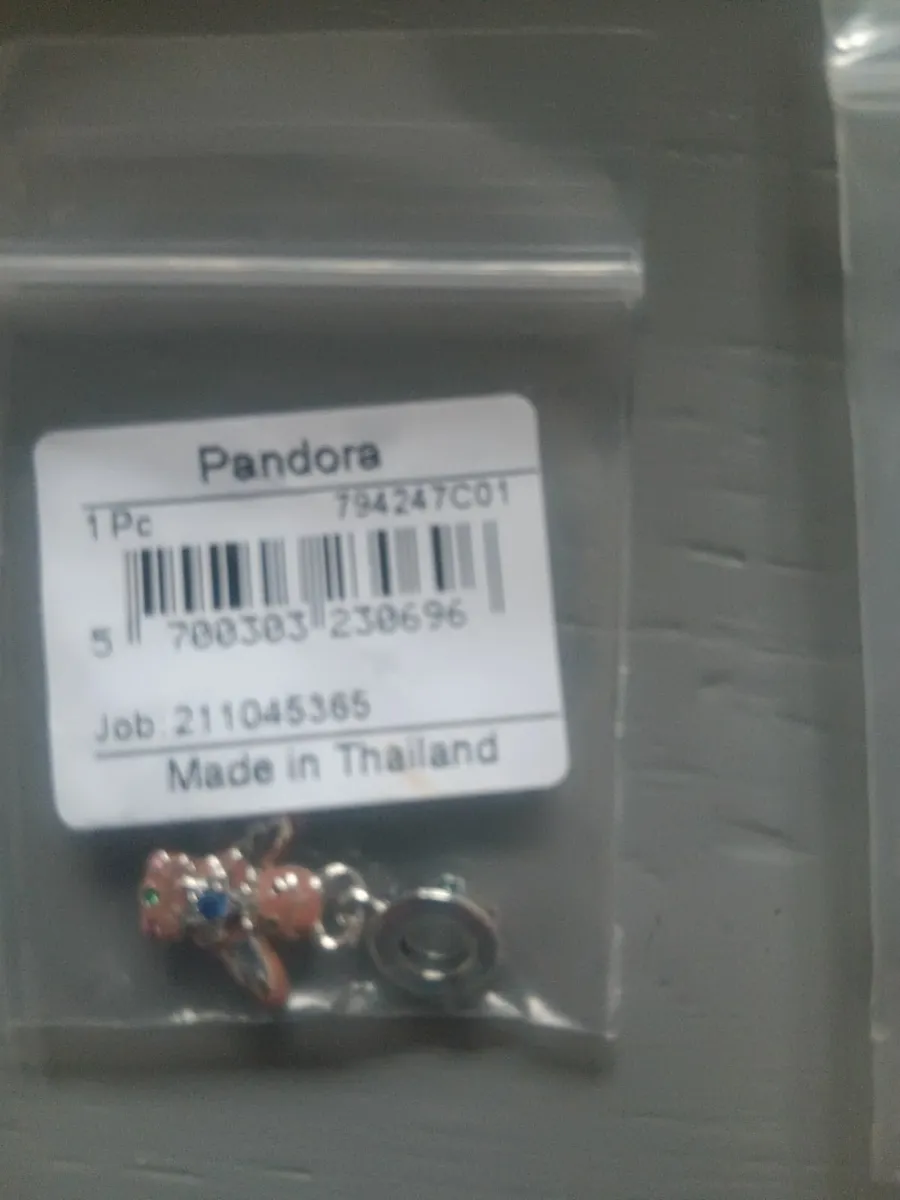 Pandora
1 Pc 794247C01
5 700303 230696
Job: 211045365
Made in Thailand